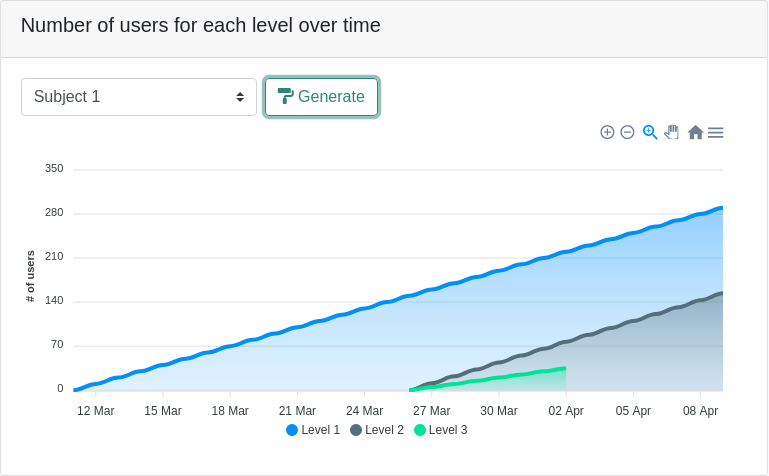 Number of users for each level over time
Subject 1
Generate
350
280
210
140
70
0
# of users
12 Mar 15 Mar 18 Mar 21 Mar 24 Mar 27 Mar 30 Mar 02 Apr 05 Apr 08 Apr
Level 1 Level 2 Level 3